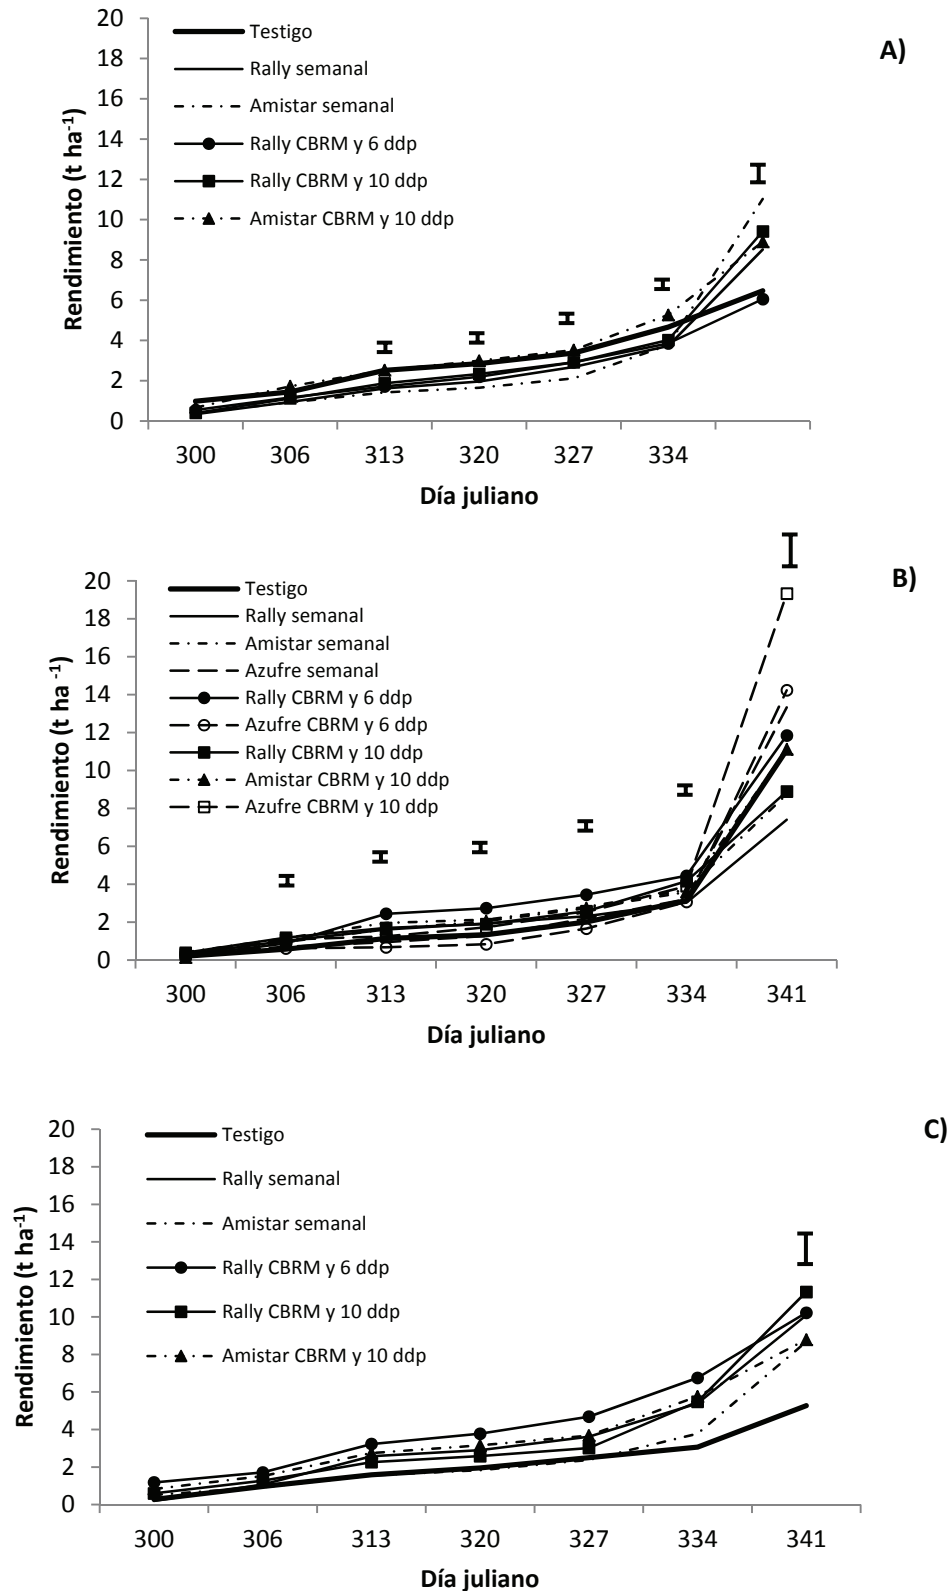 A)
Rendimiento (t ha-1)
20
18
16
14
12
10
8
6
4
2
0
Testigo
Rally semanal
Amistar semanal
Rally CBRM y 6 ddp
Rally CBRM y 10 ddp
Amistar CBRM y 10 ddp
300 306 313 320 327 334
Día juliano
B)
Rendimiento (t ha -1)
20
18
16
14
12
10
8
6
4
2
0
Testigo
Rally semanal
Amistar semanal
Azufre semanal
Rally CBRM y 6 ddp
Azufre CBRM y 6 ddp
Rally CBRM y 10 ddp
Amistar CBRM y 10 ddp
Azufre CBRM y 10 ddp
300 306 313 320 327 334 341
Día juliano
C)
Rendimiento (t ha-1)
20
18
16
14
12
10
8
6
4
2
0
Testigo
Rally semanal
Amistar semanal
Rally CBRM y 6 ddp
Rally CBRM y 10 ddp
Amistar CBRM y 10 ddp
300 306 313 320 327 334 341
Día juliano